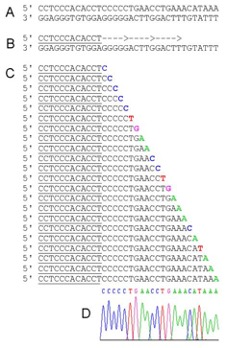 A 5' CCTCCCACACCTCCCCCTGAACCTGAAACATAAA
3' GGAGGGTGTGGAGGGGGACTTGGACTTTGTATTT
B 5' CCTCCCACACCT--->--->--->
3' GGAGGGTGTGGAGGGGGACTTGGACTTTGTATTT
C 5' CCTCCCACACCTC
5' CCTCCCACACCTCC
5' CCTCCCACACCTCCC
5' CCTCCCACACCTCCCC
5' CCTCCCACACCTCCCCC
5' CCTCCCACACCTCCCCCT
5' CCTCCCACACCTCCCCCTG
5' CCTCCCACACCTCCCCCTGA
5' CCTCCCACACCTCCCCCTGAA
5' CCTCCCACACCTCCCCCTGAAC
5' CCTCCCACACCTCCCCCTGAACC
5' CCTCCCACACCTCCCCCTGAACCT
5' CCTCCCACACCTCCCCCTGAACCTG
5' CCTCCCACACCTCCCCCTGAACCTGA
5' CCTCCCACACCTCCCCCTGAACCTGAA
5' CCTCCCACACCTCCCCCTGAACCTGAAA
5' CCTCCCACACCTCCCCCTGAACCTGAAAC
5' CCTCCCACACCTCCCCCTGAACCTGAAACA
5' CCTCCCACACCTCCCCCTGAACCTGAAACAT
5' CCTCCCACACCTCCCCCTGAACCTGAAACATA
5' CCTCCCACACCTCCCCCTGAACCTGAAACATAA
5' CCTCCCACACCTCCCCCTGAACCTGAAACATAAA
CCCCCTGAACCTGAAACATAAA
D